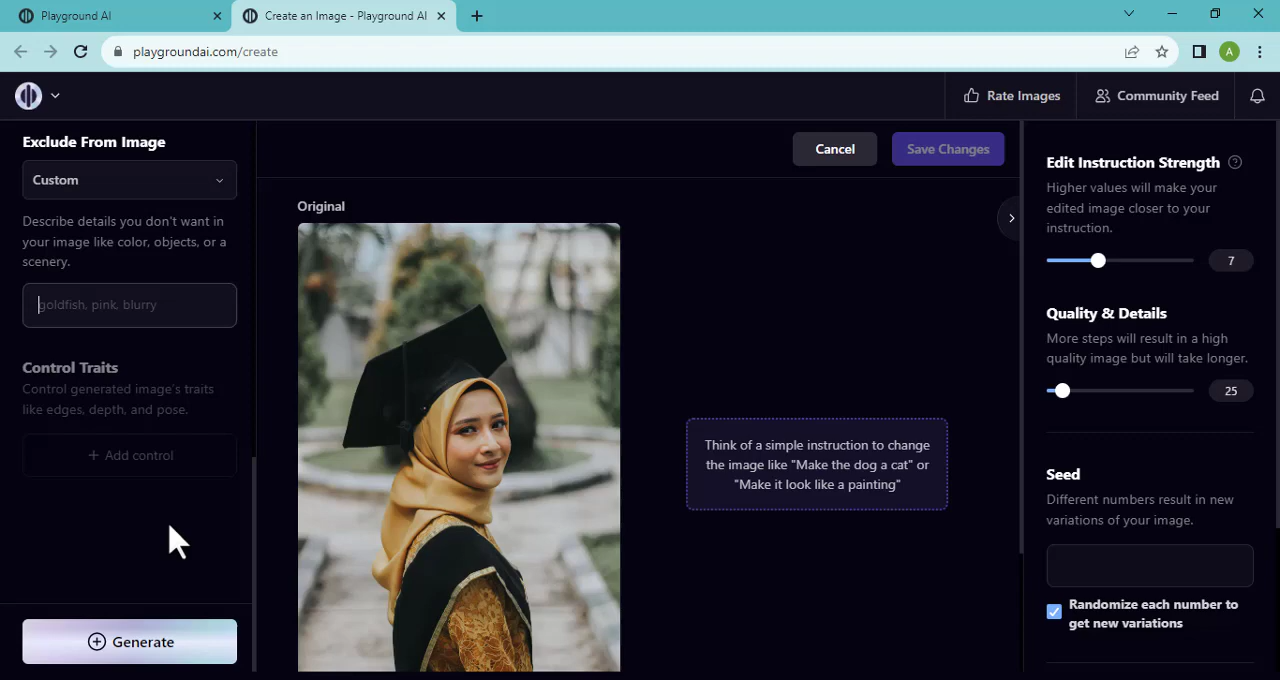 Playground AI
Create an Image - Playground AI
playgroundai.com/create
A
Rate Images
Community Feed
Exclude From Image
Custom
Describe details you don't want in
your image like color, objects, or a
scenery.
goldfish, pink, blurry
Control Traits
Control generated image's traits
like edges, depth, and pose.
+ Add control
Generate
Cancel
Save Changes
Original
Think of a simple instruction to change
the image like "Make the dog a cat" or
"Make it look like a painting"
Edit Instruction Strength ?
Higher values will make your
edited image closer to your
instruction.
7
Quality & Details
More steps will result in a high
quality image but will take longer.
25
Seed
Different numbers result in new
variations of your image.
Randomize each number to
get new variations